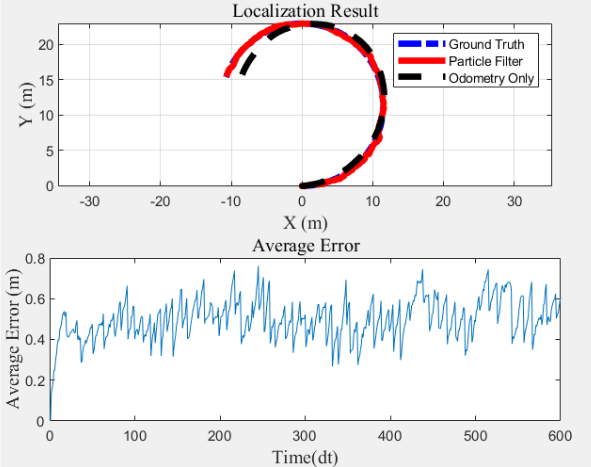 Localization Result
Y (m)
20
15
10
5
0
Ground Truth
Particle Filter
Odometry Only
-30
-20
-10
0
10
20
30
X (m)
Average Error
Average Error (m)
0.8
0.6
0.4
0.2
0
0
100
200
300
400
500
600
Time(dt)